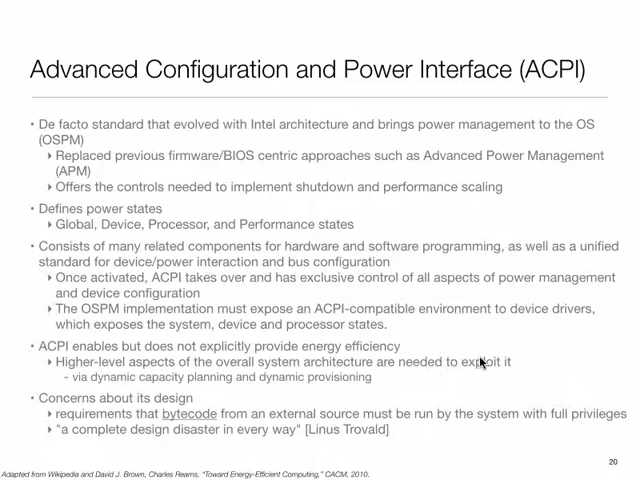 Advanced Configuration and Power Interface (ACPI)
• De facto standard that evolved with Intel architecture and brings power management to the OS
(OSPM)
‣ Replaced previous firmware/BIOS centric approaches such as Advanced Power Management
(APM)
‣ Offers the controls needed to implement shutdown and performance scaling
• Defines power states
‣ Global, Device, Processor, and Performance states
• Consists of many related components for hardware and software programming, as well as a unified
standard for device/power interaction and bus configuration
‣ Once activated, ACPI takes over and has exclusive control of all aspects of power management
and device configuration
‣ The OSPM implementation must expose an ACPI-compatible environment to device drivers,
which exposes the system, device and processor states.
• ACPI enables but does not explicitly provide energy efficiency
‣ Higher-level aspects of the overall system architecture are needed to exploit it
- via dynamic capacity planning and dynamic provisioning
• Concerns about its design
‣ requirements that bytecode from an external source must be run by the system with full privileges
‣ "a complete design disaster in every way" [Linus Trovald]
20
Adapted from Wikipedia and David J. Brown, Charles Reams, "Toward Energy-Efficient Computing," CACM, 2010.